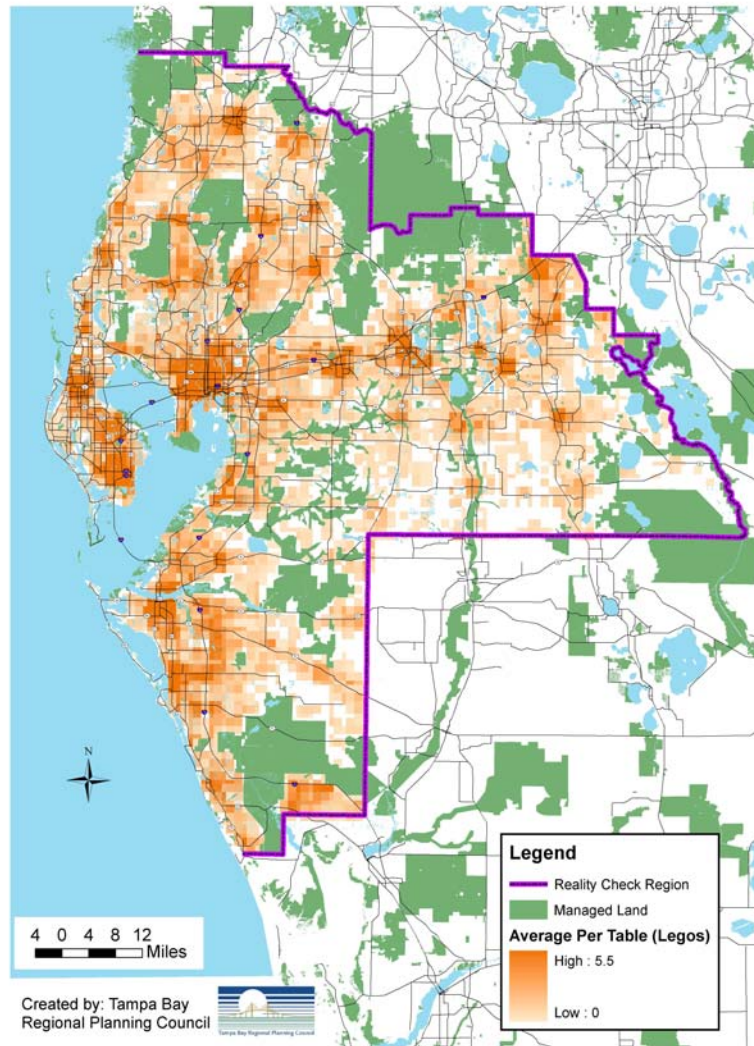 N
4 0 4 8 12
Miles
Created by: Tampa Bay
Regional Planning Council
Tampa Bay Regional Planning Council
Legend
Reality Check Region
Managed Land
Average Per Table (Legos)
High : 5.5
Low : 0